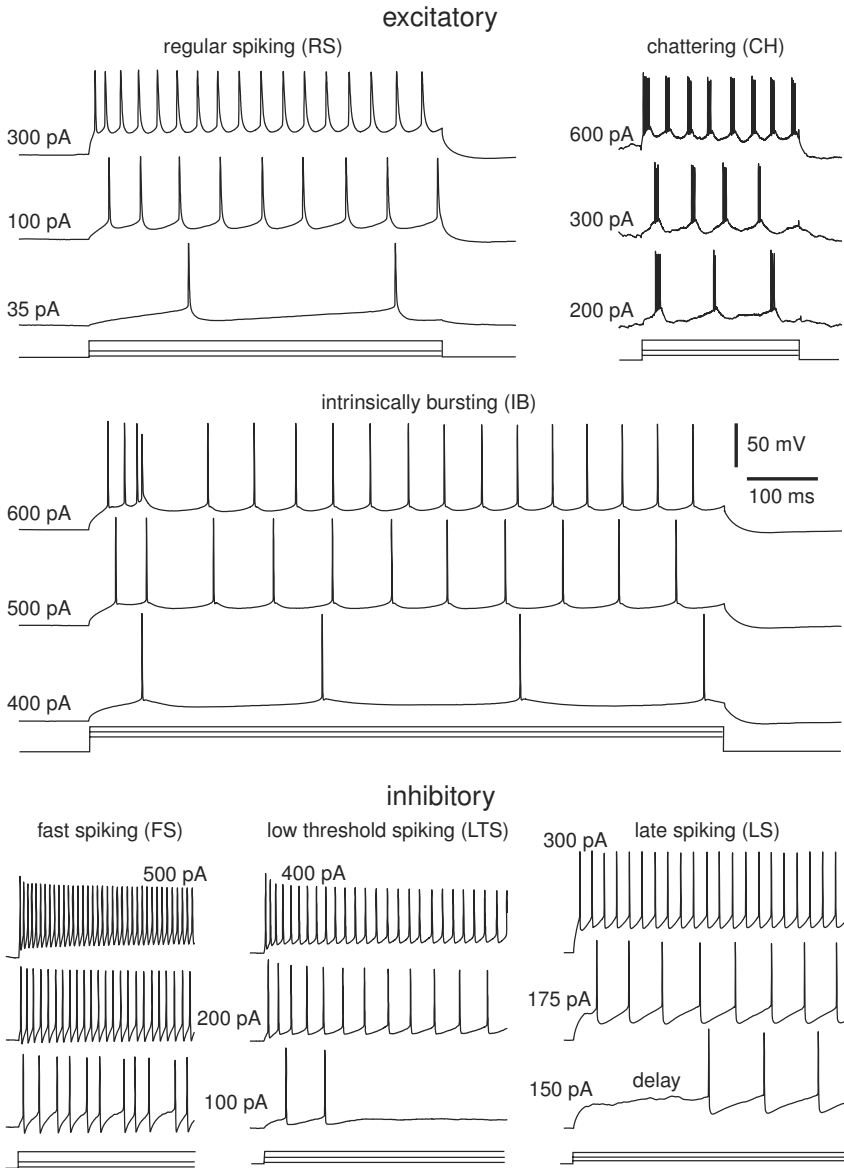 excitatory
regular spiking (RS)
chattering (CH)
300 pA
600 pA
100 pA
300 pA
35 pA
200 pA
intrinsically bursting (IB)
50 mV
100 ms
600 pA
500 pA
400 pA
inhibitory
fast spiking (FS)
low threshold spiking (LTS)
late spiking (LS)
500 pA
400 pA
300 pA
200 pA
175 pA
100 pA
150 pA
delay